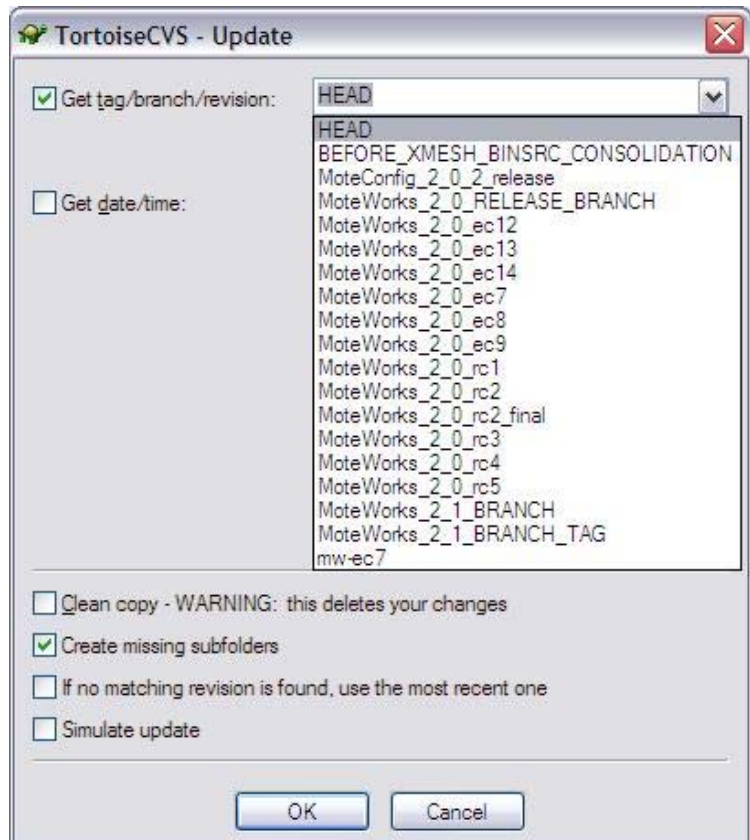 TortoiseCVS - Update
Get tag/branch/revision:
HEAD
HEAD
BEFORE_XMESH_BINSRC_CONSOLIDATION
MoteConfig_2_0_2_release
MoteWorks_2_0_RELEASE_BRANCH
MoteWorks_2_0_ec12
MoteWorks_2_0_ec13
MoteWorks_2_0_ec14
MoteWorks_2_0_ec7
MoteWorks_2_0_ec8
MoteWorks_2_0_ec9
MoteWorks_2_0_rc1
MoteWorks_2_0_rc2
MoteWorks_2_0_rc2_final
MoteWorks_2_0_rc3
MoteWorks_2_0_rc4
MoteWorks_2_0_rc5
MoteWorks_2_1_BRANCH
MoteWorks_2_1_BRANCH_TAG
mw-ec7
Get date/time:
Clean copy - WARNING: this deletes your changes
Create missing subfolders
If no matching revision is found, use the most recent one
Simulate update
OK
Cancel